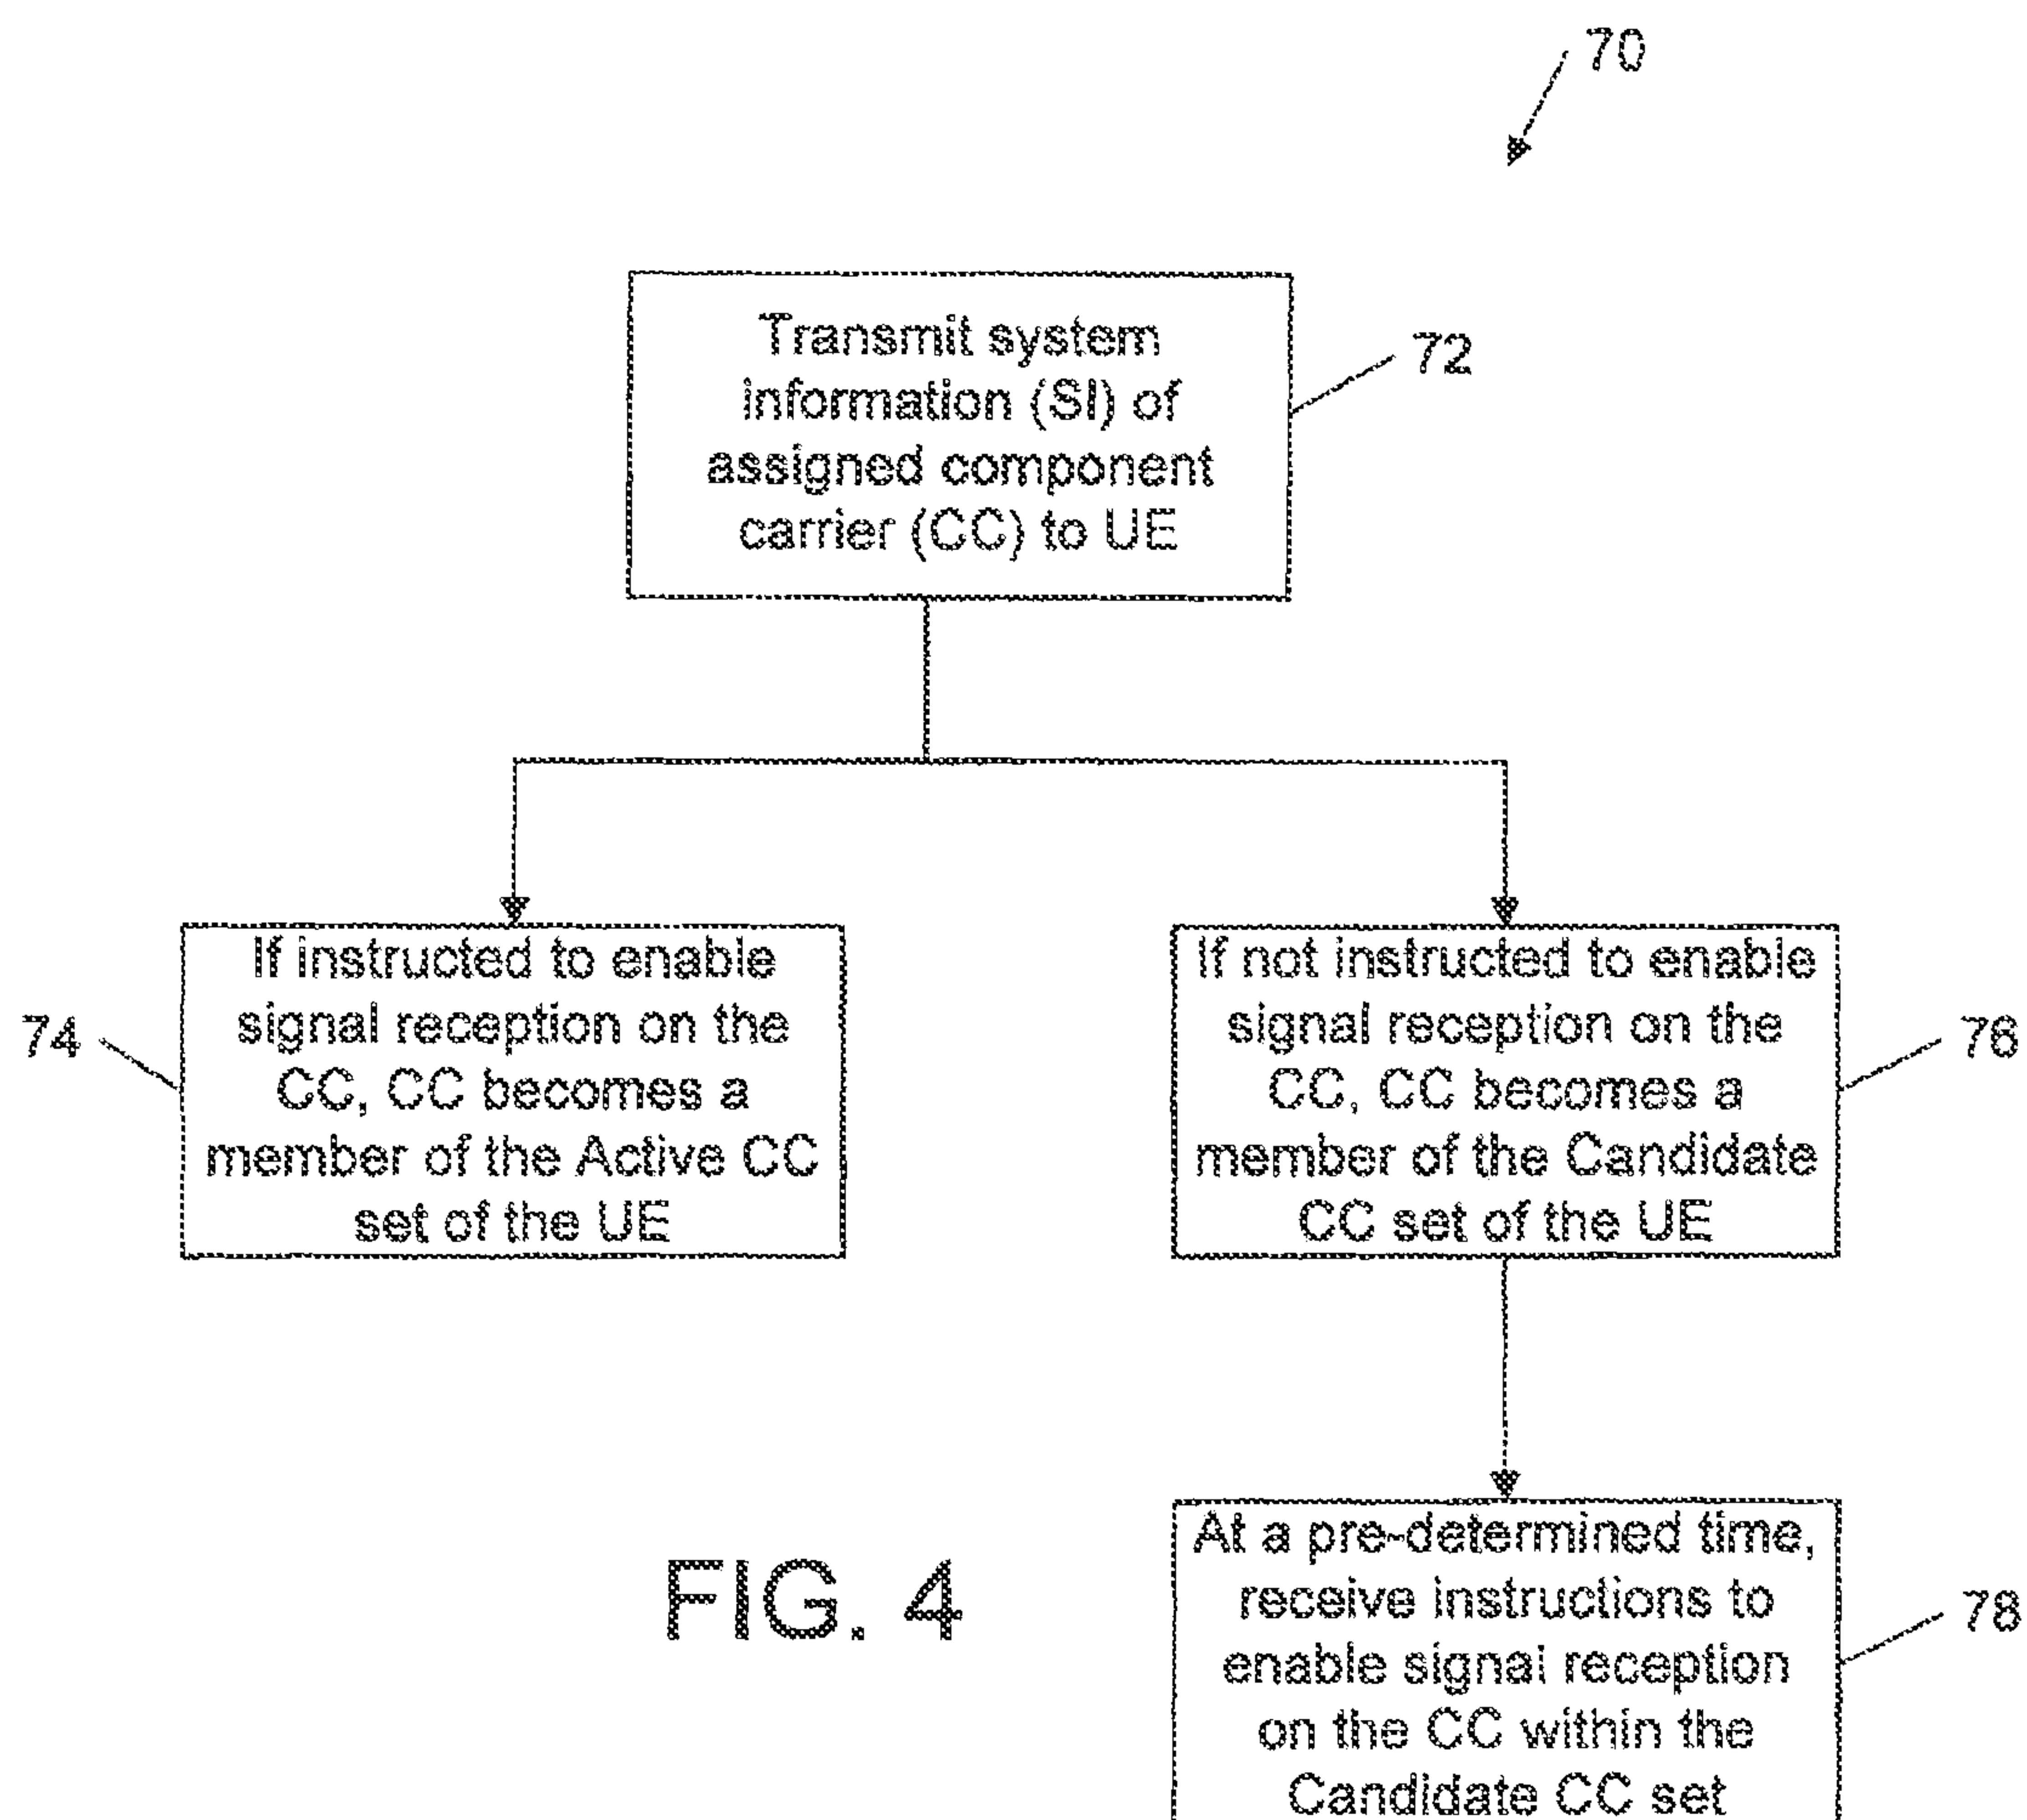 70
Transmit system
information (SI) of
assigned component
carrier (CC) to UE
72
If instructed to enable
signal reception on the
CC, CC becomes a
member of the Active CC
set of the UE
74
If not instructed to enable
signal reception on the
CC, CC becomes a
member of the Candidate
CC set of the UE
76
At a pre-determined time,
receive instructions to
enable signal reception
on the CC within the
Candidate CC set
78
FIG. 4